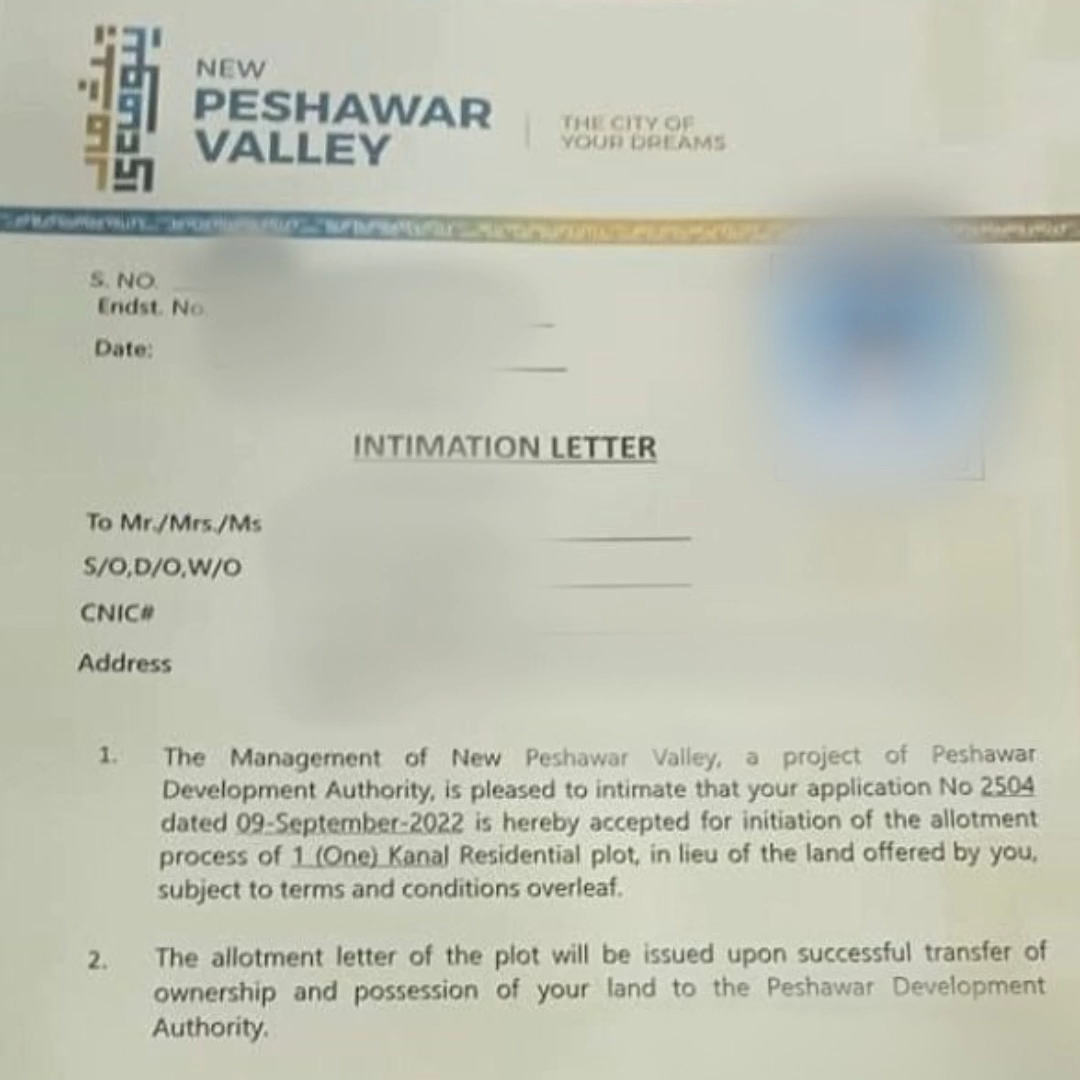 NEW
PESHAWAR
VALLEY
THE CITY OF
YOUR DREAMS
S. NO.
Endst. No.
Date:
INTIMATION LETTER
To Mr./Mrs./Ms
S/O,D/O,W/O
CNIC#
Address
1. The Management of New Peshawar Valley, a project of Peshawar
Development Authority, is pleased to intimate that your application No 2504
dated 09-September-2022 is hereby accepted for initiation of the allotment
process of 1 (One) Kanal Residential plot, in lieu of the land offered by you,
subject to terms and conditions overleaf.
2. The allotment letter of the plot will be issued upon successful transfer of
ownership and possession of your land to the Peshawar Development
Authority.